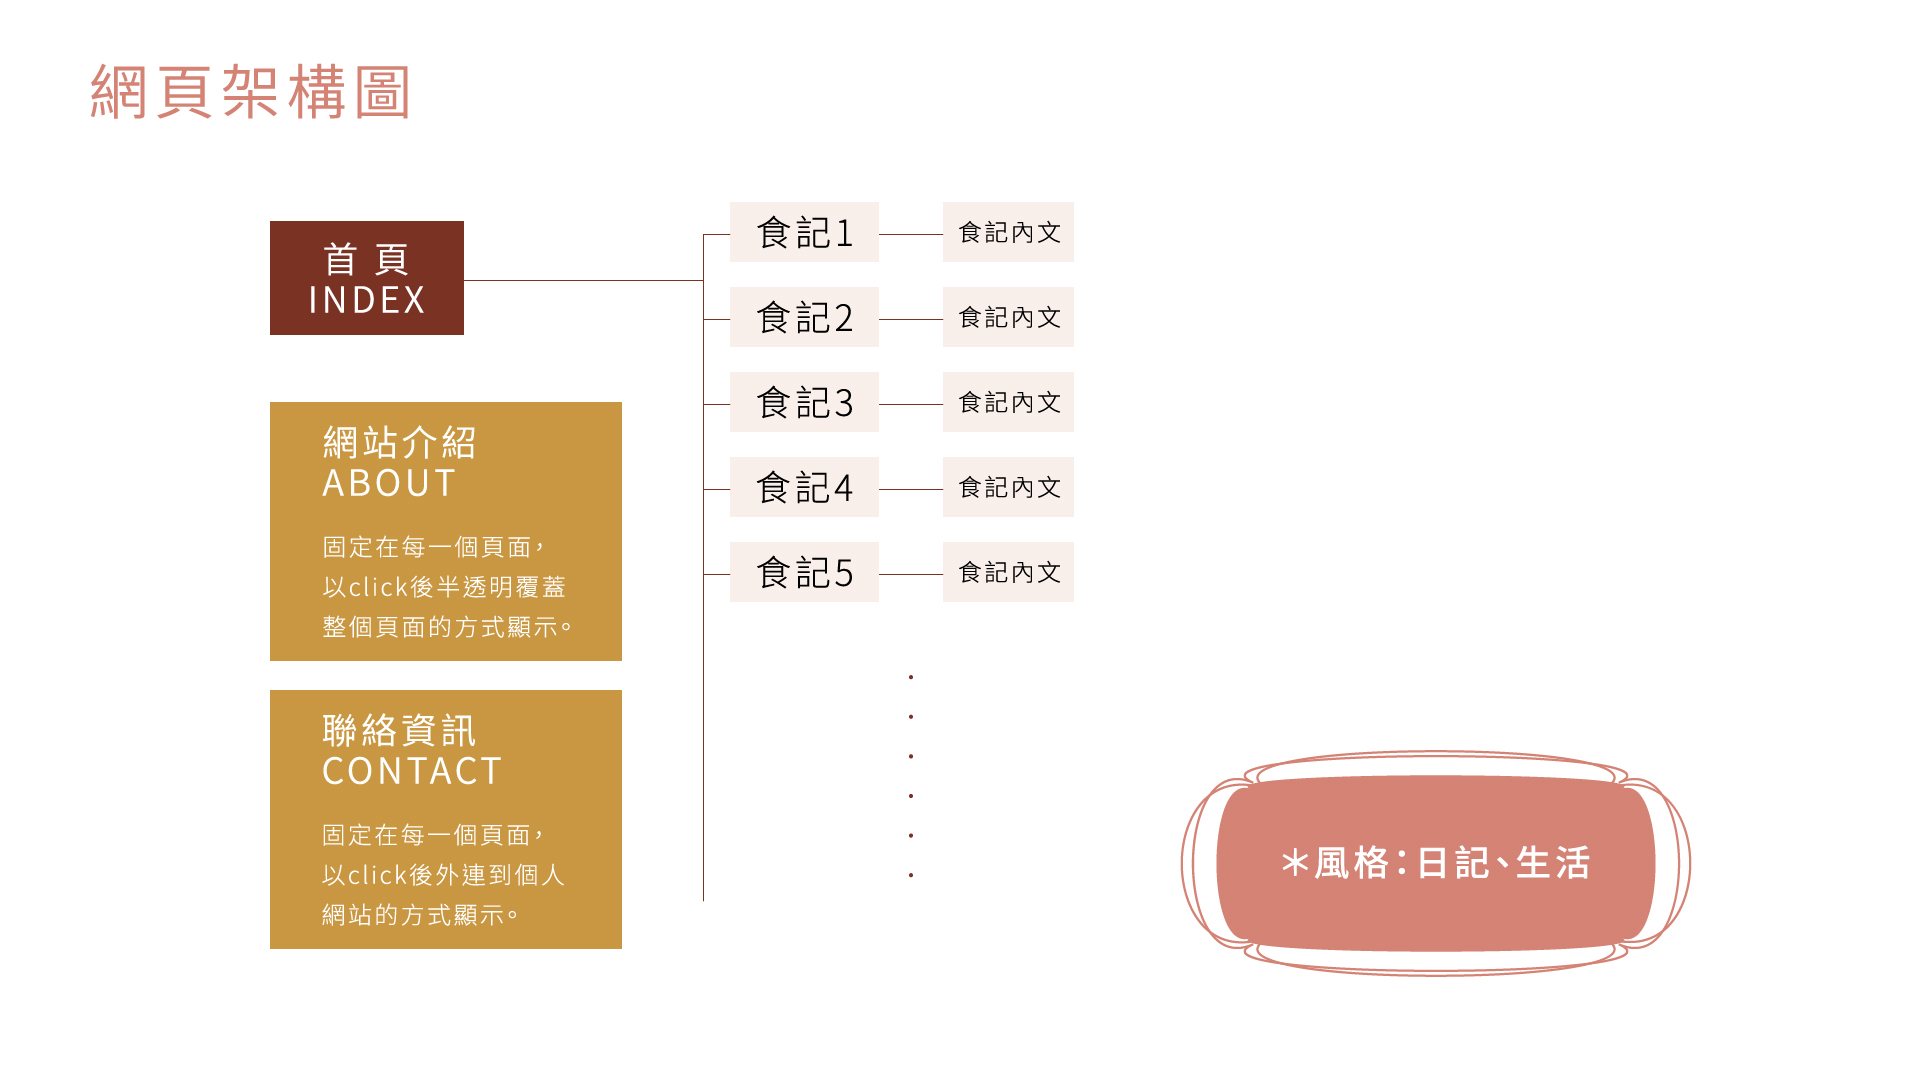 網頁架構圖
首 頁
INDEX
網站介紹
ABOUT
固定在每一個頁面，
以click後半透明覆蓋
整個頁面的方式顯示。
聯絡資訊
CONTACT
固定在每一個頁面，
以click後外連到個人
網站的方式顯示。
食記1
食記內文
食記2
食記內文
食記3
食記內文
食記4
食記內文
食記5
食記內文
＊風格：日記、生活